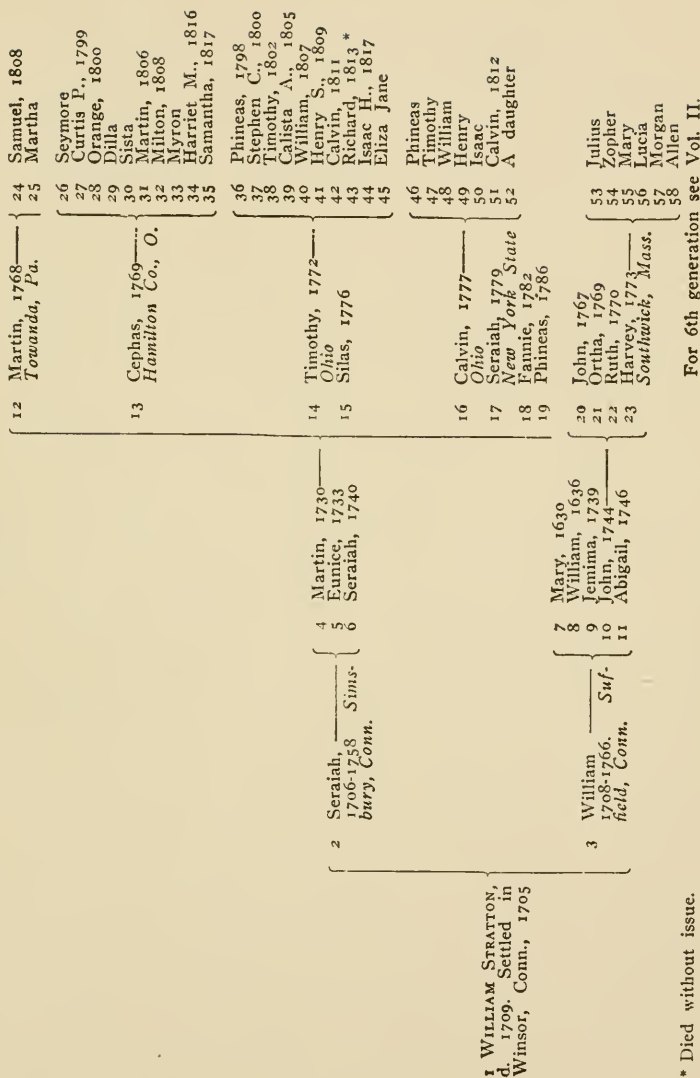 1 WILLIAM STRATTON,
d. 1709. Settled in
Winsor, Conn., 1705
2 Seraiah,
1706-1758 Sims-
bury, Conn.
3 William
1708-1766. Suf-
field, Conn.
4 Martin, 1730
5 Eunice, 1733
6 Seraiah, 1740
7 Mary, 1630
8 William, 1636
9 Jemima, 1739
10 John, 1744
11 Abigail, 1746
12 Martin, 1768
Towanda, Pa.
13 Cephas, 1769
Hamilton Co., O.
14 Timothy, 1772
Ohio
15 Silas, 1776
16 Calvin, 1777
Ohio
17 Seraiah, 1779
New York State
18 Fannie, 1782
19 Phineas, 1786
20 John, 1767
21 Ortha, 1769
22 Ruth, 1770
23 Harvey, 1773
Southwick, Mass.
24 Samuel, 1808
25 Martha
26 Seymore
27 Curtis P., 1799
28 Orange, 1800
29 Dilla
30 Sista
31 Martin, 1806
32 Milton, 1808
33 Myron
34 Harriet M., 1816
35 Samantha, 1817
36 Phineas, 1798
37 Stephen C., 1800
38 Timothy, 1802
39 Calista A., 1805
40 William, 1807
41 Henry S., 1809
42 Calvin, 1811
43 Richard, 1813 *
44 Isaac H., 1817
45 Eliza Jane
46 Phineas
47 Timothy
48 William
49 Henry
50 Isaac
51 Calvin, 1812
52 A daughter
53 Julius
54 Zopher
55 Mary
56 Lucia
57 Morgan
58 Allen
* Died without issue.
For 6th generation see Vol. II.